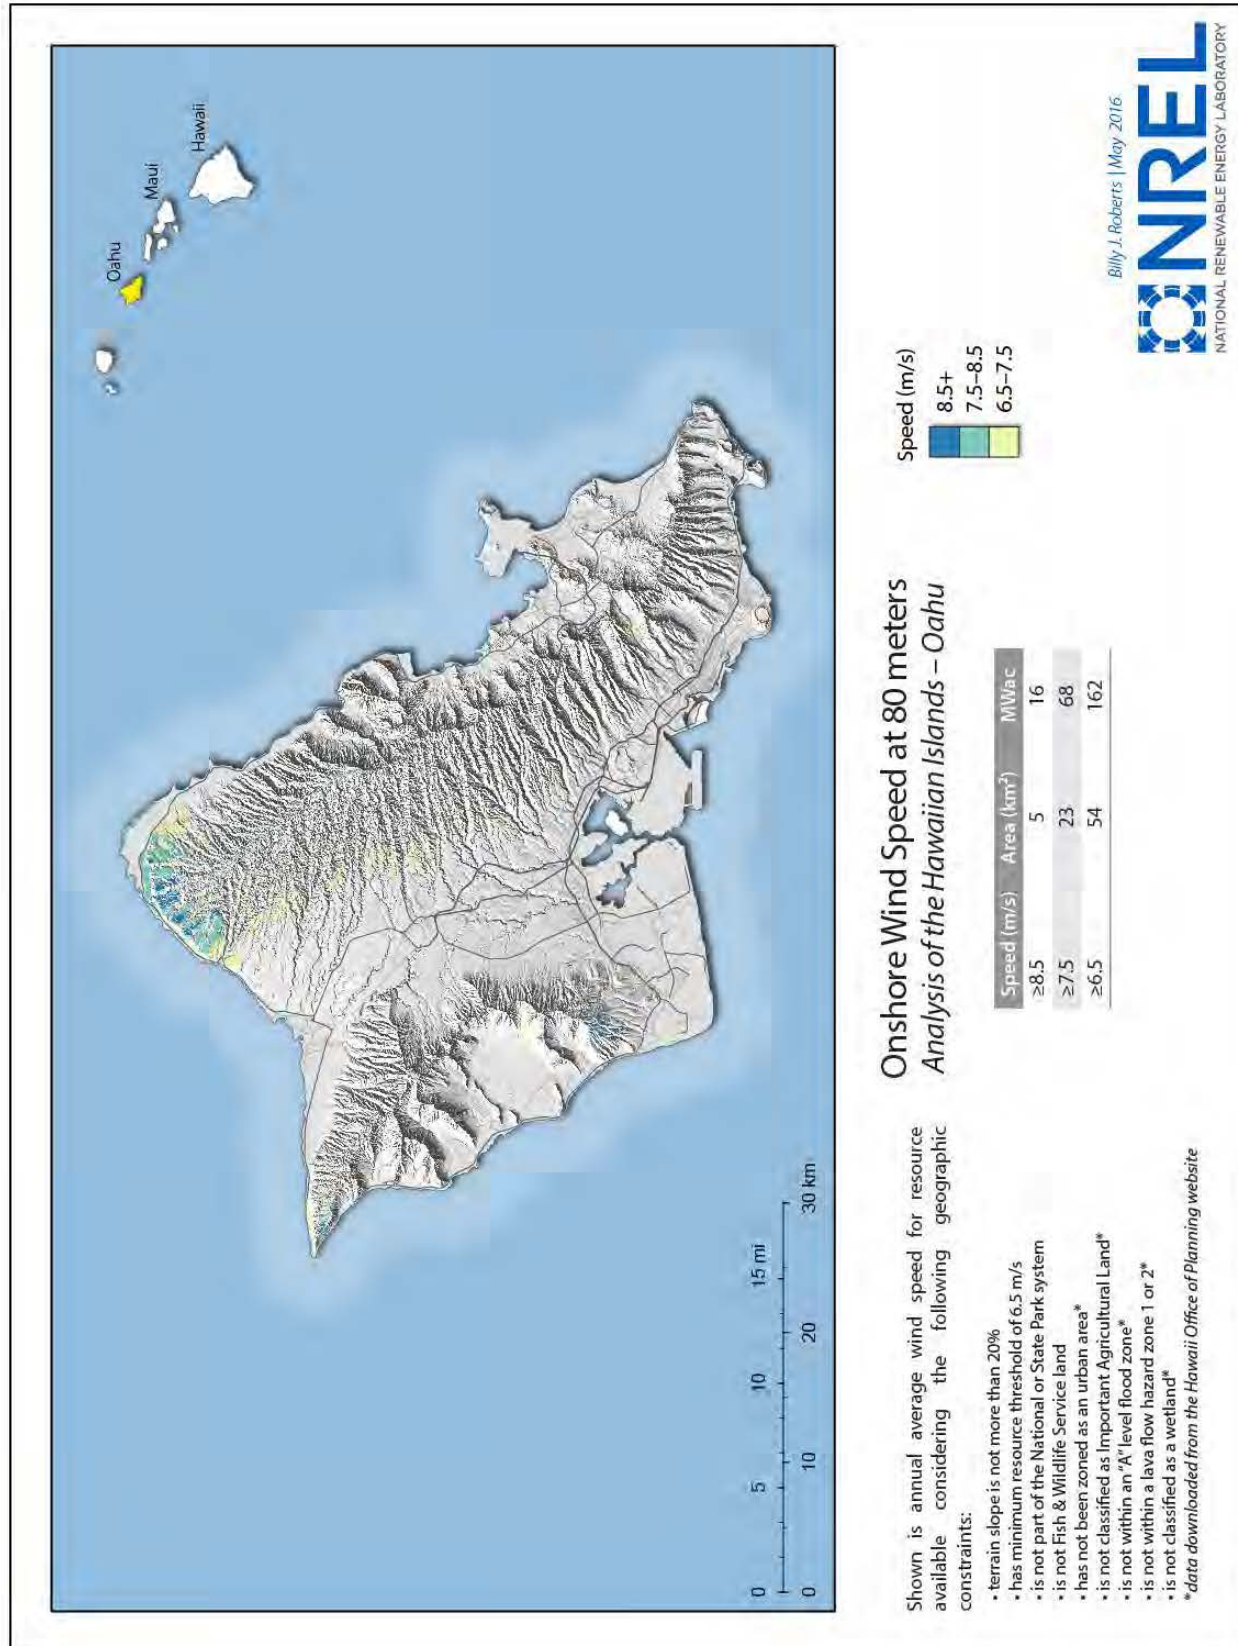 Oahu
Maui
Hawaii
0 5 10 15 mi
0 10 20 30 km
Shown is annual average wind speed for resource
available considering the following geographic
constraints:
• terrain slope is not more than 20%
• has minimum resource threshold of 6.5 m/s
• is not part of the National or State Park system
• is not Fish & Wildlife Service land
• has not been zoned as an urban area*
• is not classified as Important Agricultural Land*
• is not within an "A" level flood zone*
• is not within a lava flow hazard zone 1 or 2*
• is not classified as a wetland*
*data downloaded from the Hawaii Office of Planning website
Onshore Wind Speed at 80 meters
Analysis of the Hawaiian Islands – Oahu
Speed (m/s) Area (km²) MWac
≥8.5 5 16
≥7.5 23 68
≥6.5 54 162
Speed (m/s)
8.5+
7.5–8.5
6.5–7.5
Billy J. Roberts | May 2016
NREL
NATIONAL RENEWABLE ENERGY LABORATORY